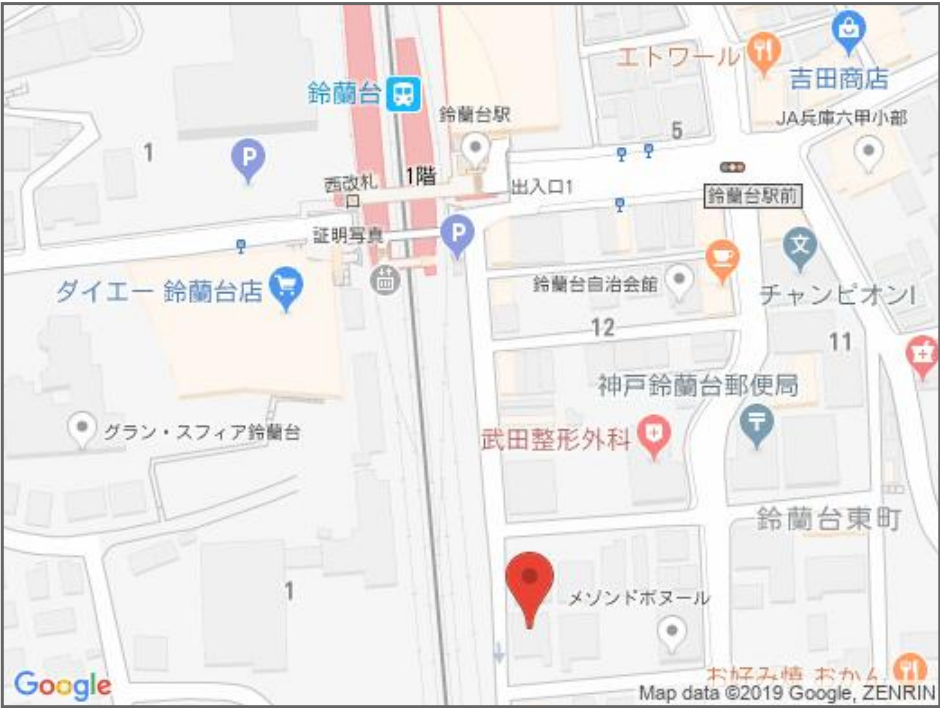 エトワール
吉田商店
鈴蘭台
鈴蘭台駅
5
JA兵庫六甲小部
1
P
西改札
口
1階
出入口1
鈴蘭台駅前
証明写真
P
文
ダイエー 鈴蘭台店
鈴蘭台自治会館
チャンピオンI
12
11
神戸鈴蘭台郵便局
グラン・スフィア鈴蘭台
武田整形外科
鈴蘭台東町
1
メゾンドボヌール
お好み焼 おかん
Google
Map data ©2019 Google, ZENRIN